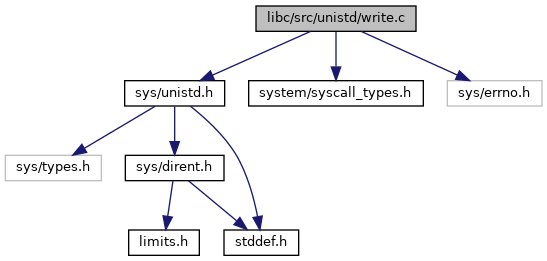 libc/src/unistd/write.c
sys/unistd.h
system/syscall_types.h
sys/errno.h
sys/types.h
sys/dirent.h
limits.h
stddef.h